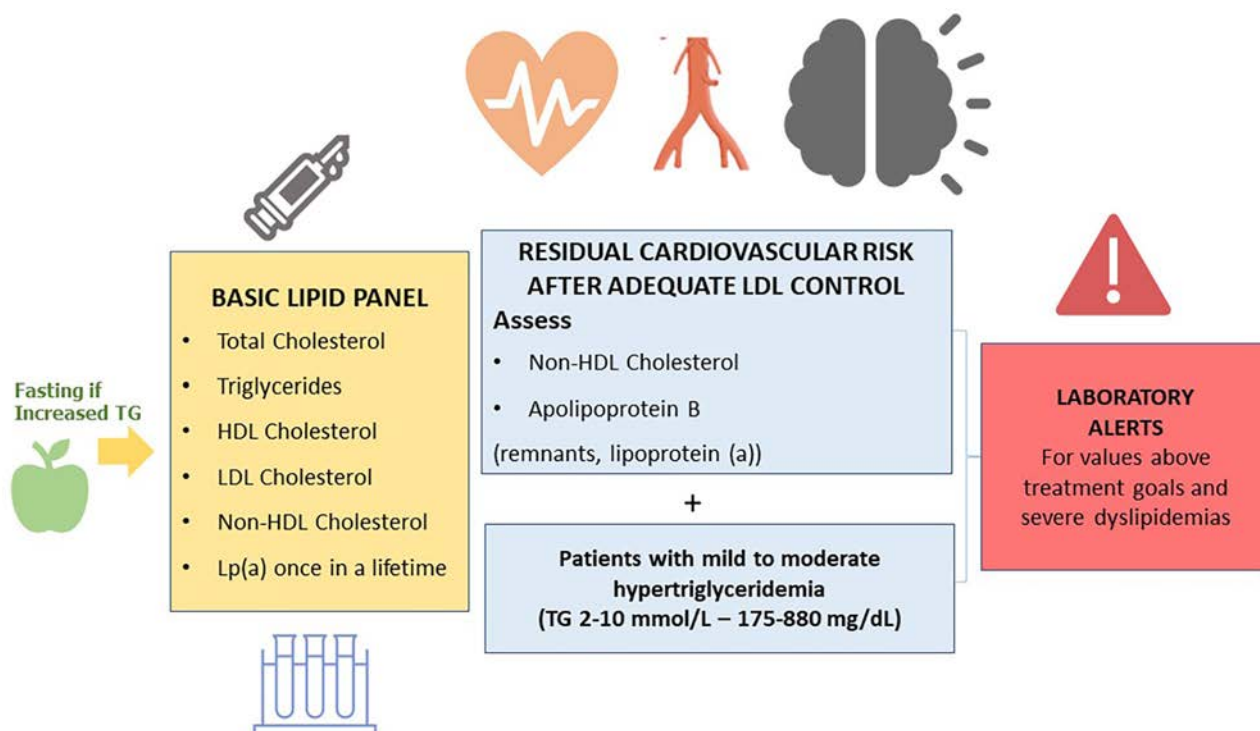 Fasting if
Increased TG
BASIC LIPID PANEL
• Total Cholesterol
• Triglycerides
• HDL Cholesterol
• LDL Cholesterol
• Non-HDL Cholesterol
• Lp(a) once in a lifetime
RESIDUAL CARDIOVASCULAR RISK
AFTER ADEQUATE LDL CONTROL
Assess
• Non-HDL Cholesterol
• Apolipoprotein B
(remnants, lipoprotein (a))
+
Patients with mild to moderate
hypertriglyceridemia
(TG 2-10 mmol/L – 175-880 mg/dL)
LABORATORY
ALERTS
For values above
treatment goals and
severe dyslipidemias